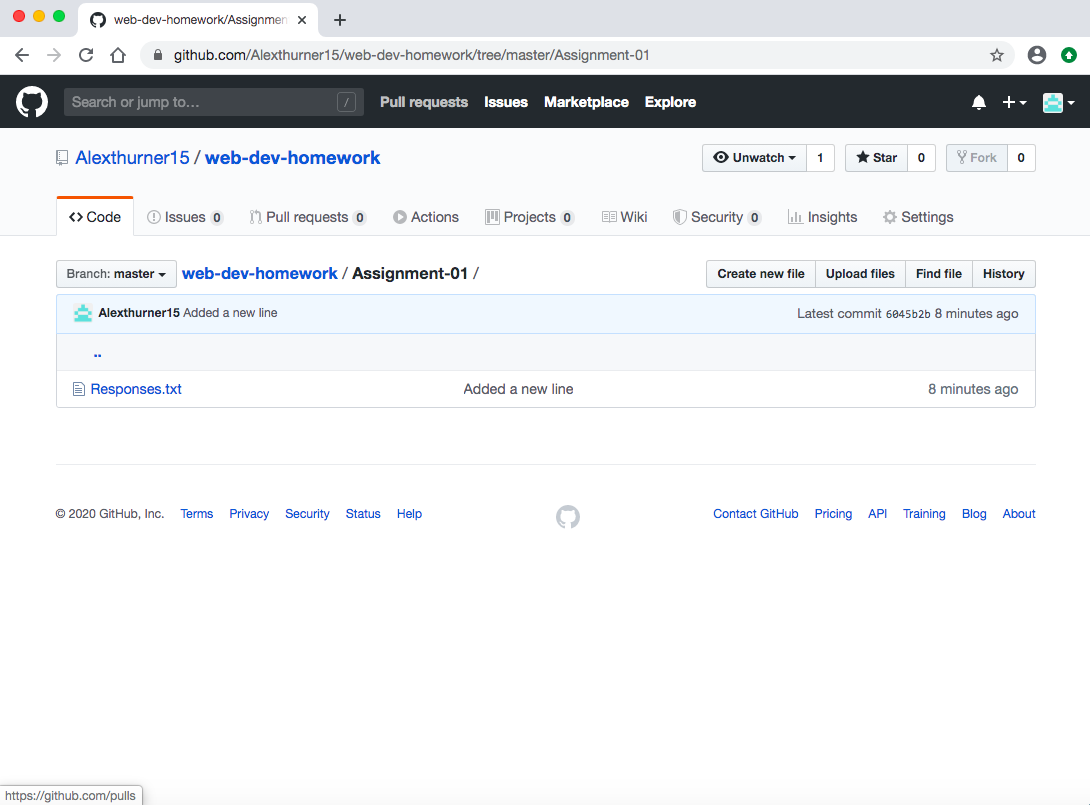 web-dev-homework/Assignmen
github.com/Alexthurner15/web-dev-homework/tree/master/Assignment-01
Search or jump to… / Pull requests Issues Marketplace Explore
Alexthurner15 / web-dev-homework Unwatch 1 Star 0 Fork 0
Code Issues 0 Pull requests 0 Actions Projects 0 Wiki Security 0 Insights Settings
Branch: master web-dev-homework / Assignment-01 / Create new file Upload files Find file History
Alexthurner15 Added a new line Latest commit 6045b2b 8 minutes ago
..
Responses.txt Added a new line 8 minutes ago
© 2020 GitHub, Inc. Terms Privacy Security Status Help Contact GitHub Pricing API Training Blog About
https://github.com/pulls